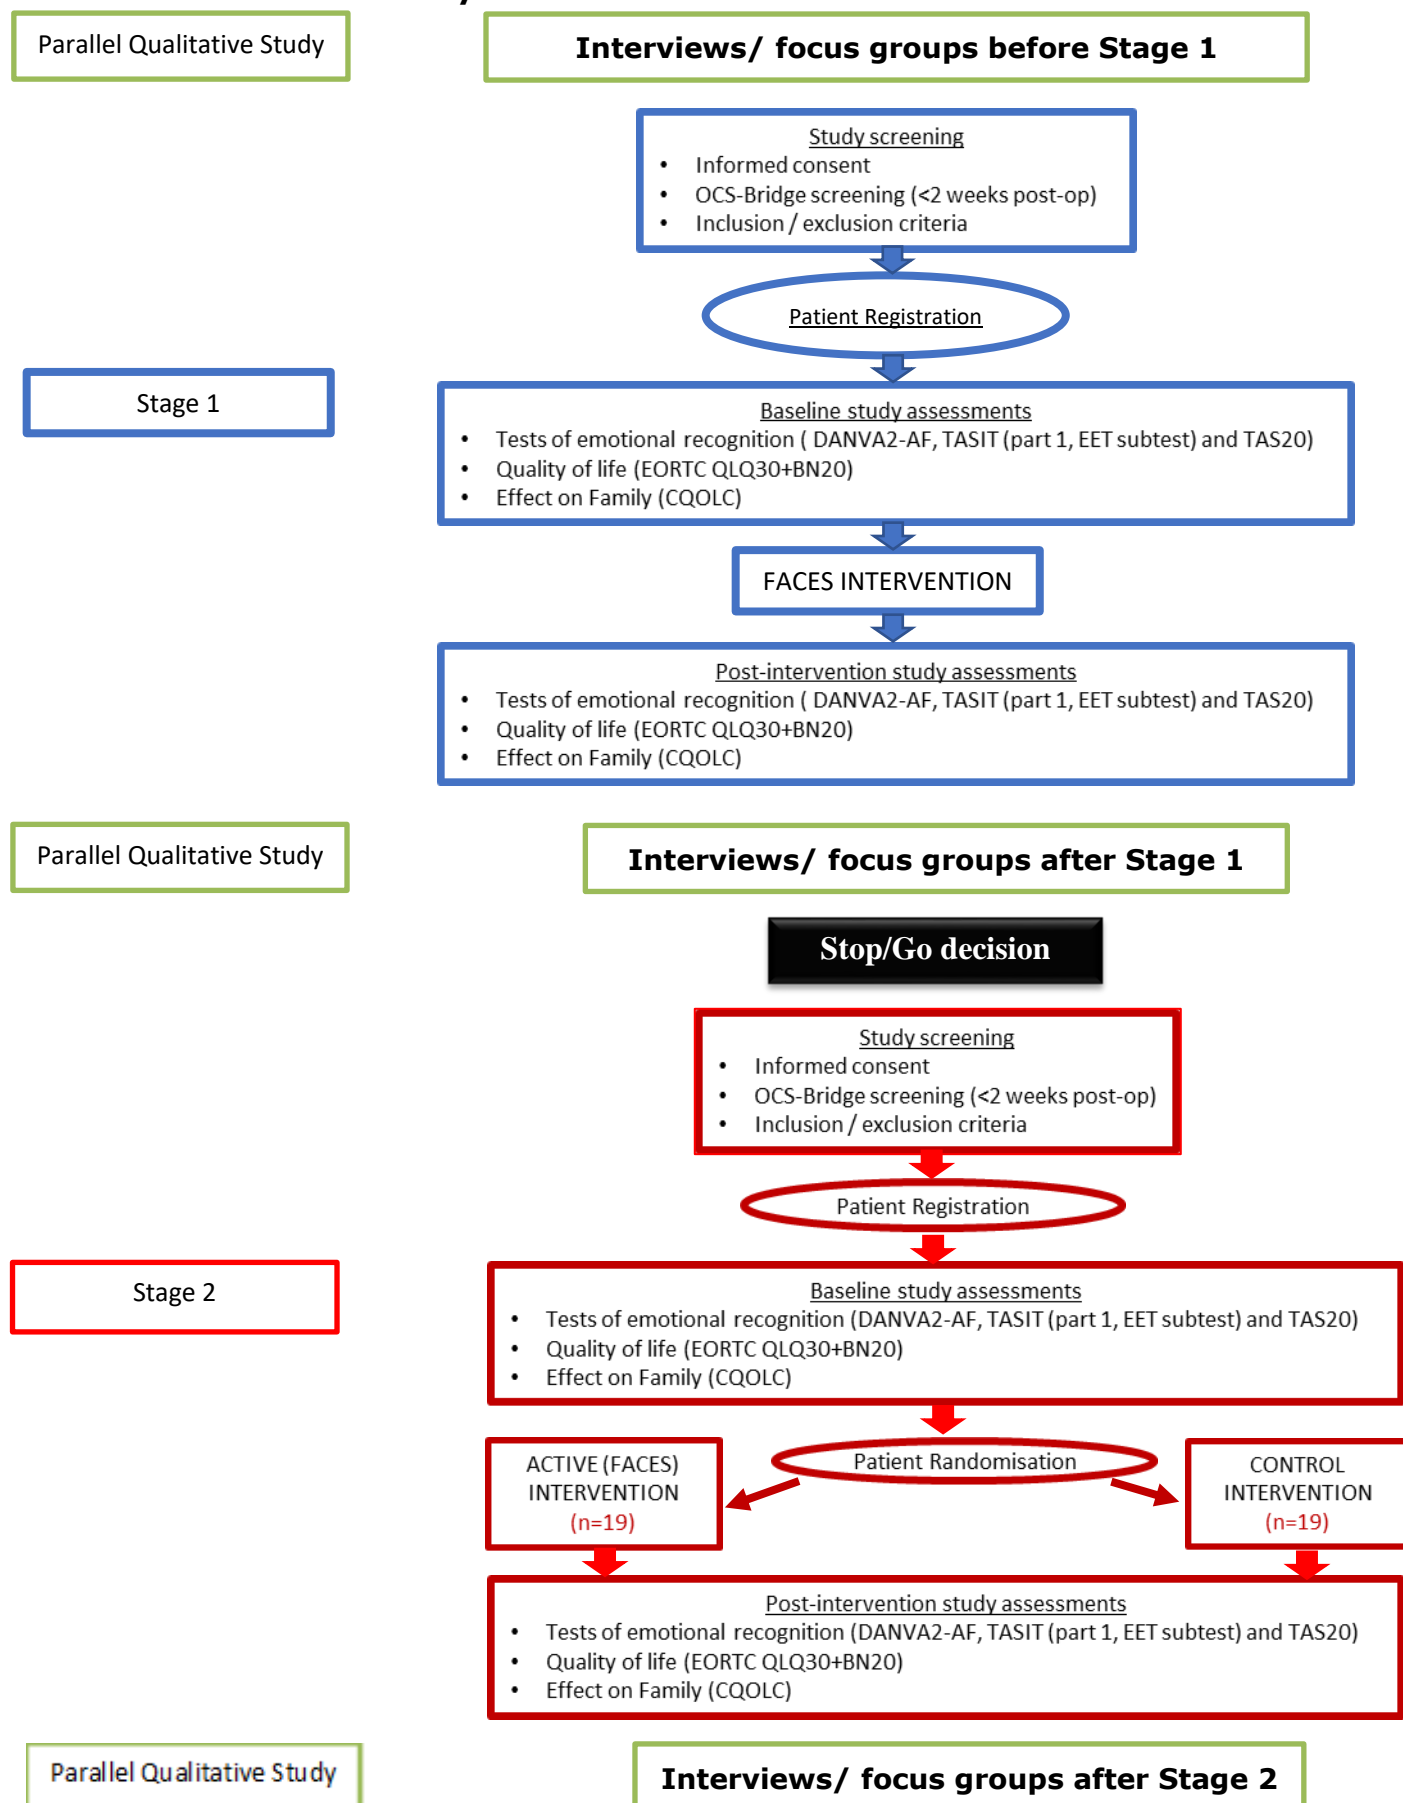 Parallel Qualitative Study
Interviews/ focus groups before Stage 1
Study screening
• Informed consent
• OCS-Bridge screening (<2 weeks post-op)
• Inclusion / exclusion criteria
Patient Registration
Stage 1
Baseline study assessments
• Tests of emotional recognition ( DANVA2-AF, TASIT (part 1, EET subtest) and TAS20)
• Quality of life (EORTC QLQ30+BN20)
• Effect on Family (CQOLC)
FACES INTERVENTION
Post-intervention study assessments
• Tests of emotional recognition ( DANVA2-AF, TASIT (part 1, EET subtest) and TAS20)
• Quality of life (EORTC QLQ30+BN20)
• Effect on Family (CQOLC)
Parallel Qualitative Study
Interviews/ focus groups after Stage 1
Stop/Go decision
Study screening
• Informed consent
• OCS-Bridge screening (<2 weeks post-op)
• Inclusion / exclusion criteria
Patient Registration
Stage 2
Baseline study assessments
• Tests of emotional recognition (DANVA2-AF, TASIT (part 1, EET subtest) and TAS20)
• Quality of life (EORTC QLQ30+BN20)
• Effect on Family (CQOLC)
Patient Randomisation
ACTIVE (FACES)
INTERVENTION
(n=19)
CONTROL
INTERVENTION
(n=19)
Post-intervention study assessments
• Tests of emotional recognition (DANVA2-AF, TASIT (part 1, EET subtest) and TAS20)
• Quality of life (EORTC QLQ30+BN20)
• Effect on Family (CQOLC)
Parallel Qualitative Study
Interviews/ focus groups after Stage 2